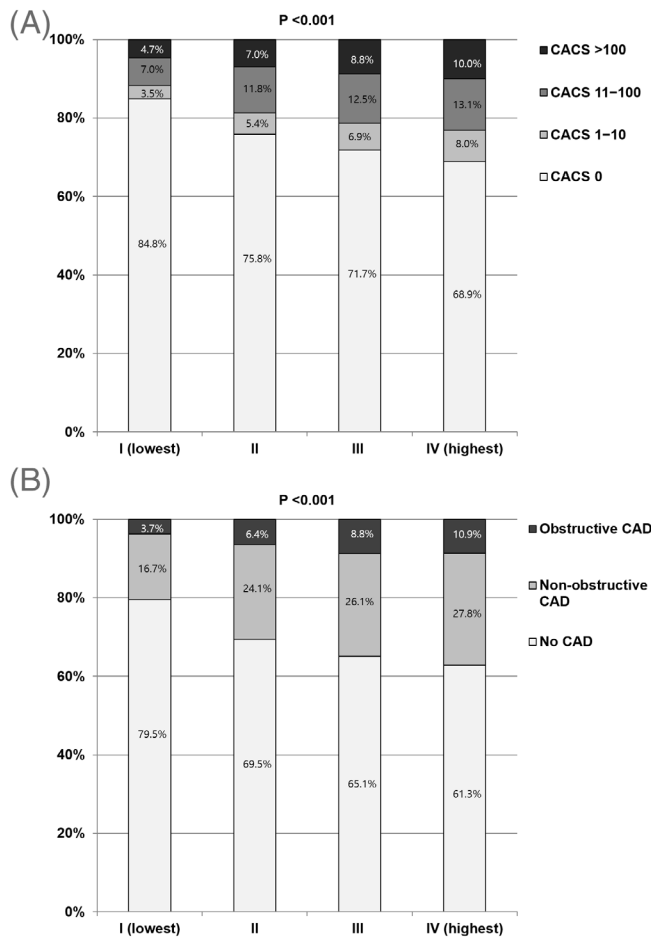 (A)
P <0.001
100%
80%
60%
40%
20%
0%
4.7%
7.0%
3.5%
84.8%
7.0%
11.8%
5.4%
75.8%
8.8%
12.5%
6.9%
71.7%
10.0%
13.1%
8.0%
68.9%
I (lowest)
II
III
IV (highest)
CACS >100
CACS 11−100
CACS 1−10
CACS 0
(B)
P <0.001
100%
80%
60%
40%
20%
0%
3.7%
16.7%
79.5%
6.4%
24.1%
69.5%
8.8%
26.1%
65.1%
10.9%
27.8%
61.3%
I (lowest)
II
III
IV (highest)
Obstructive CAD
Non-obstructive
CAD
No CAD